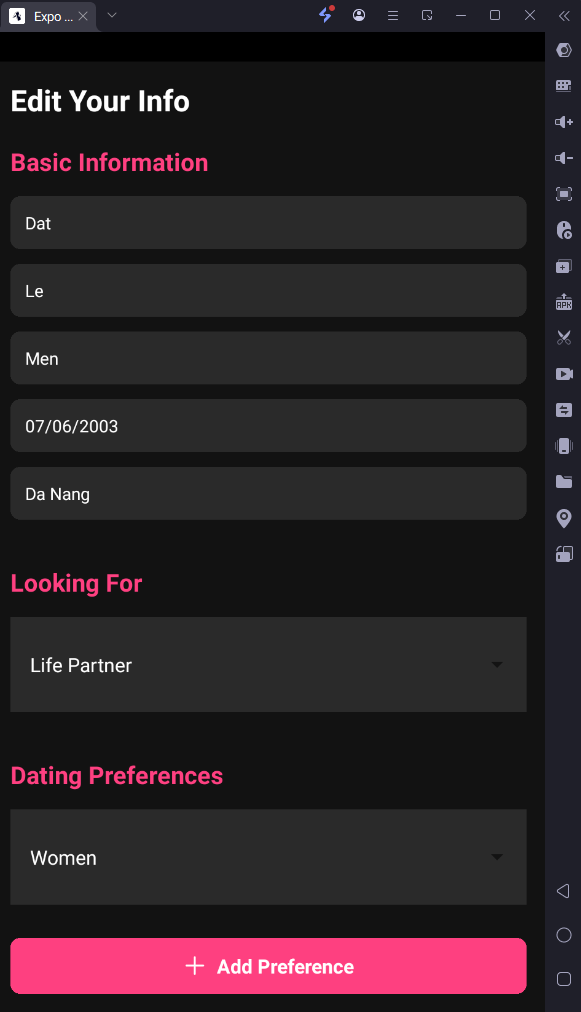 Expo ...
Edit Your Info
Basic Information
Dat
Le
Men
07/06/2003
Da Nang
Looking For
Life Partner
Dating Preferences
Women
Add Preference
APK